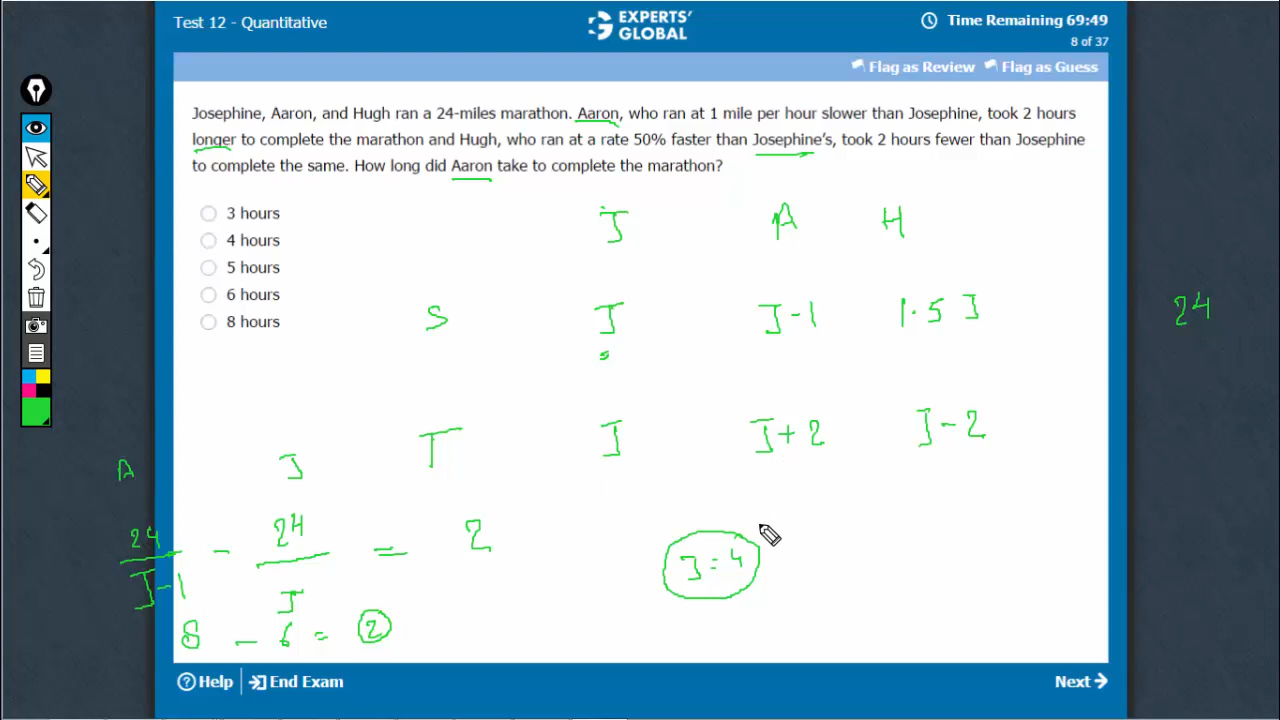 Test 12 - Quantitative
EXPERTS'
GLOBAL
Time Remaining 69:49
8 of 37
Flag as Review
Flag as Guess
Josephine, Aaron, and Hugh ran a 24-miles marathon. Aaron, who ran at 1 mile per hour slower than Josephine, took 2 hours
longer to complete the marathon and Hugh, who ran at a rate 50% faster than Josephine's, took 2 hours fewer than Josephine
to complete the same. How long did Aaron take to complete the marathon?
3 hours
4 hours
5 hours
6 hours
8 hours
J A H
S J J-1 1.5 J
24
T J J+2 J-2
A J
24/J-1 - 24/J = 2
J=4
8 - 6 = 2
Help
End Exam
Next